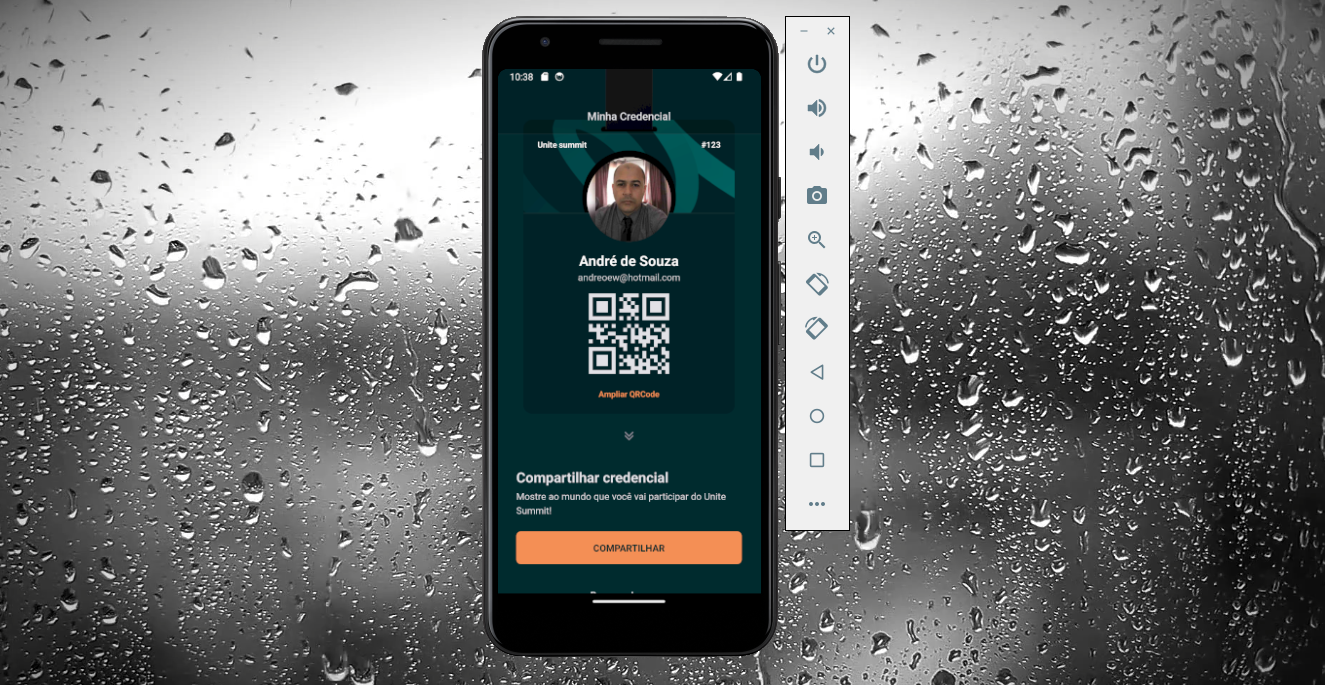 10:38
Minha Credencial
Unite summit
#123
André de Souza
andreoew@hotmail.com
Ampliar QRCode
Compartilhar credencial
Mostre ao mundo que você vai participar do Unite
Summit!
COMPARTILHAR